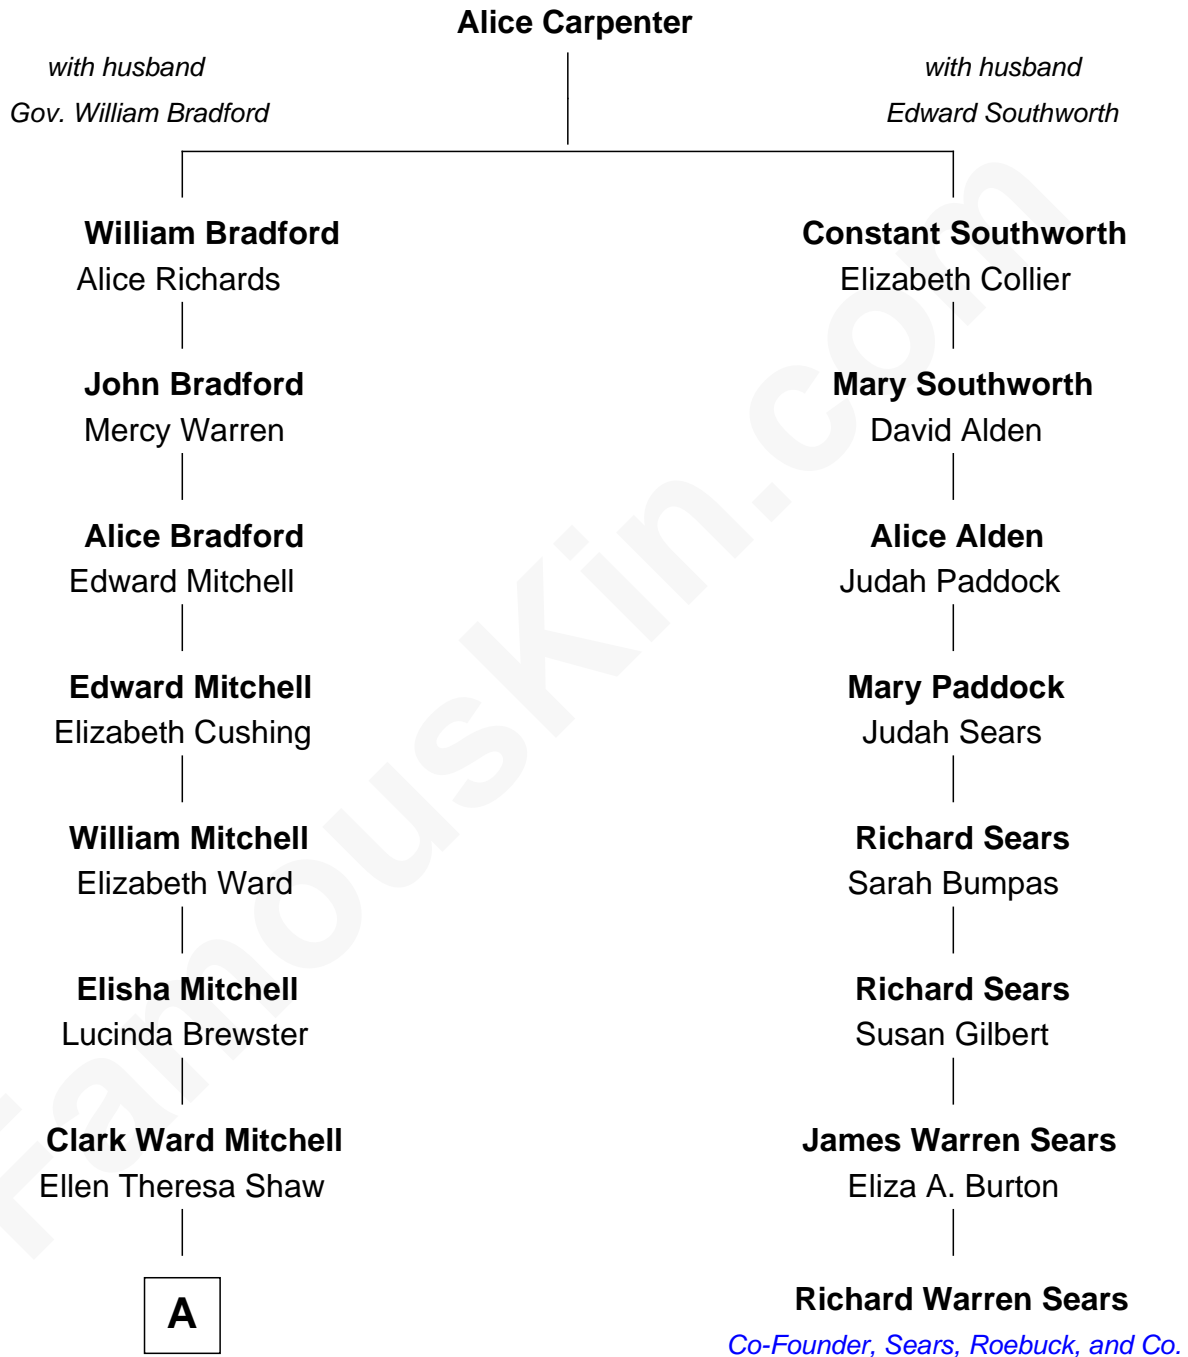 Alice Carpenter
with husband
Gov. William Bradford
with husband
Edward Southworth
William Bradford
Alice Richards
Constant Southworth
Elizabeth Collier
John Bradford
Mercy Warren
Mary Southworth
David Alden
Alice Bradford
Edward Mitchell
Alice Alden
Judah Paddock
Edward Mitchell
Elizabeth Cushing
Mary Paddock
Judah Sears
William Mitchell
Elizabeth Ward
Richard Sears
Sarah Bumpas
Elisha Mitchell
Lucinda Brewster
Richard Sears
Susan Gilbert
Clark Ward Mitchell
Ellen Theresa Shaw
James Warren Sears
Eliza A. Burton
A
Richard Warren Sears
Co-Founder, Sears, Roebuck, and Co.
FamousKin.com